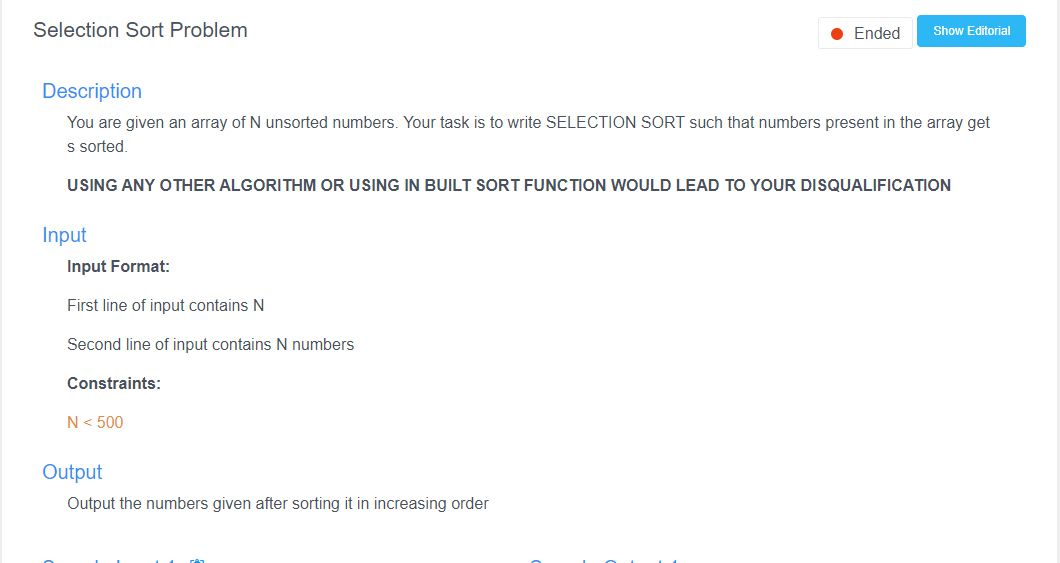 Selection Sort Problem
Ended
Show Editorial
Description
You are given an array of N unsorted numbers. Your task is to write SELECTION SORT such that numbers present in the array get
s sorted.
USING ANY OTHER ALGORITHM OR USING IN BUILT SORT FUNCTION WOULD LEAD TO YOUR DISQUALIFICATION
Input
Input Format:
First line of input contains N
Second line of input contains N numbers
Constraints:
N < 500
Output
Output the numbers given after sorting it in increasing order